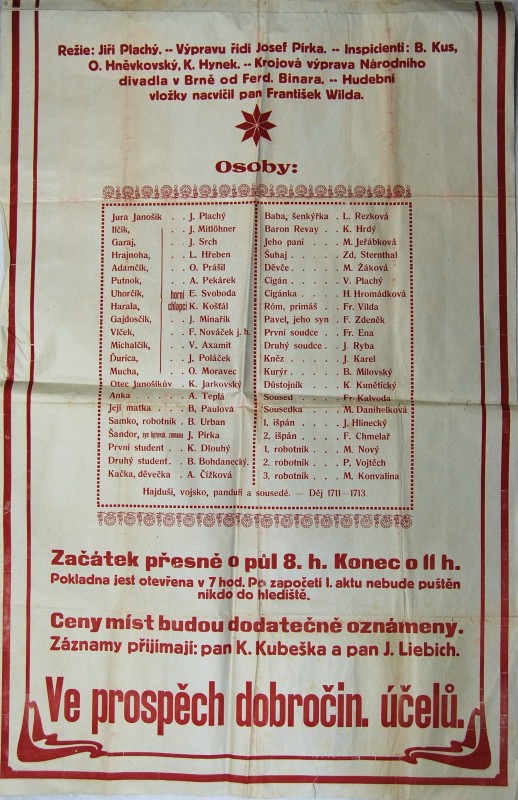 Režie: Jiří Plachý. -- Výpravu řídí Josef Pirka. -- Inspicienti: B. Kus,
O. Hněvkovský, K. Hynek. -- Krojová výprava Národního
divadla v Brně od Ferd. Binara. -- Hudební
vložky nacvičil pan František Wilda.
Osoby:
Jura Janošík . . J. Plachý
Ilčík, . J. Mitlöhner
Garaj, . J. Srch
Hrajnoha, . L. Hřeben
Adamčík, . O. Prášil
Putnok, . A. Pekárek
Uhorčík, horní E. Svoboda
Harala, chlapci K. Košťál
Gajdosčík, . J. Minařík
Vlček, . F. Nováček j. h.
Michalčík, . V. Axamit
Ďurica, . J. Poláček
Mucha, . O. Moravec
Otec Janošíkův . K. Jarkovský
Anka . . . . A. Teplá
Její matka . . . B. Paulová
Samko, robotník . B. Urban
Šandor, syn kptmk. zemana J. Pirka
První student . . K. Dlouhý
Druhý student . . B. Bohdanecký.
Kačka, děvečka . A. Čížková
Baba, šenkýřka . L. Rezková
Baron Revay . . K. Hrdý
Jeho paní . . . M. Jeřábková
Šuhaj . . . . Zd. Sternthal
Děvče . . . . M. Žáková
Cigán . . . . V. Plachý
Cigánka . . . H. Hromádková
Róm, primáš . . Fr. Vilda
Pavel, jeho syn . F. Zdeněk
První soudce . . Fr. Ena
Druhý soudce . . J. Ryba
Kněz . . . . J. Karel
Kurýr . . . . B. Milovský
Důstojník . . . K. Kunětický
Soused . . . . Fr. Kalvoda
Sousedka . . . M. Danihelková
1. išpán . . . . J. Hlinecký
2. išpán . . . . F. Chmelař
1. robotník . . . M. Nový
2. robotník . . . P. Vojtěch
3. robotník . . . M. Konvalina
Hajduši, vojsko, panduři a sousedé. — Děj 1711—1713.
Začátek přesně o půl 8. h. Konec o 11 h.
Pokladna jest otevřena v 7 hod. Po započetí I. aktu nebude puštěn
nikdo do hlediště.
Ceny míst budou dodatečně oznámeny.
Záznamy přijímají: pan K. Kubeška a pan J. Liebich.
Ve prospěch dobročin. účelů.